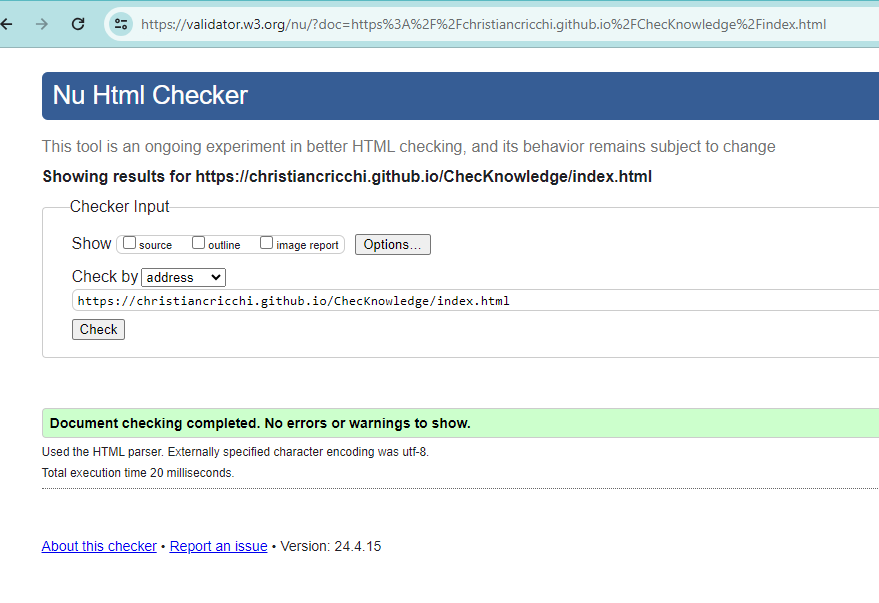 https://validator.w3.org/nu/?doc=https%3A%2F%2Fchristiancricchi.github.io%2FChecKnowledge%2Findex.html
Nu Html Checker
This tool is an ongoing experiment in better HTML checking, and its behavior remains subject to change
Showing results for https://christiancricchi.github.io/ChecKnowledge/index.html
Checker Input
Show source outline image report Options...
Check by address
https://christiancricchi.github.io/ChecKnowledge/index.html
Check
Document checking completed. No errors or warnings to show.
Used the HTML parser. Externally specified character encoding was utf-8.
Total execution time 20 milliseconds.
About this checker • Report an issue • Version: 24.4.15